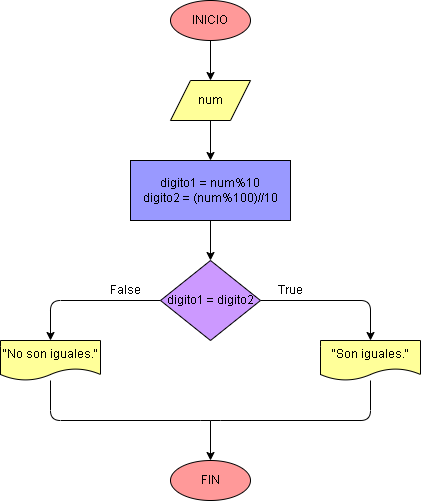 INICIO
num
digito1 = num%10
digito2 = (num%100)//10
digito1 = digito2
False
True
"No son iguales."
"Son iguales."
FIN